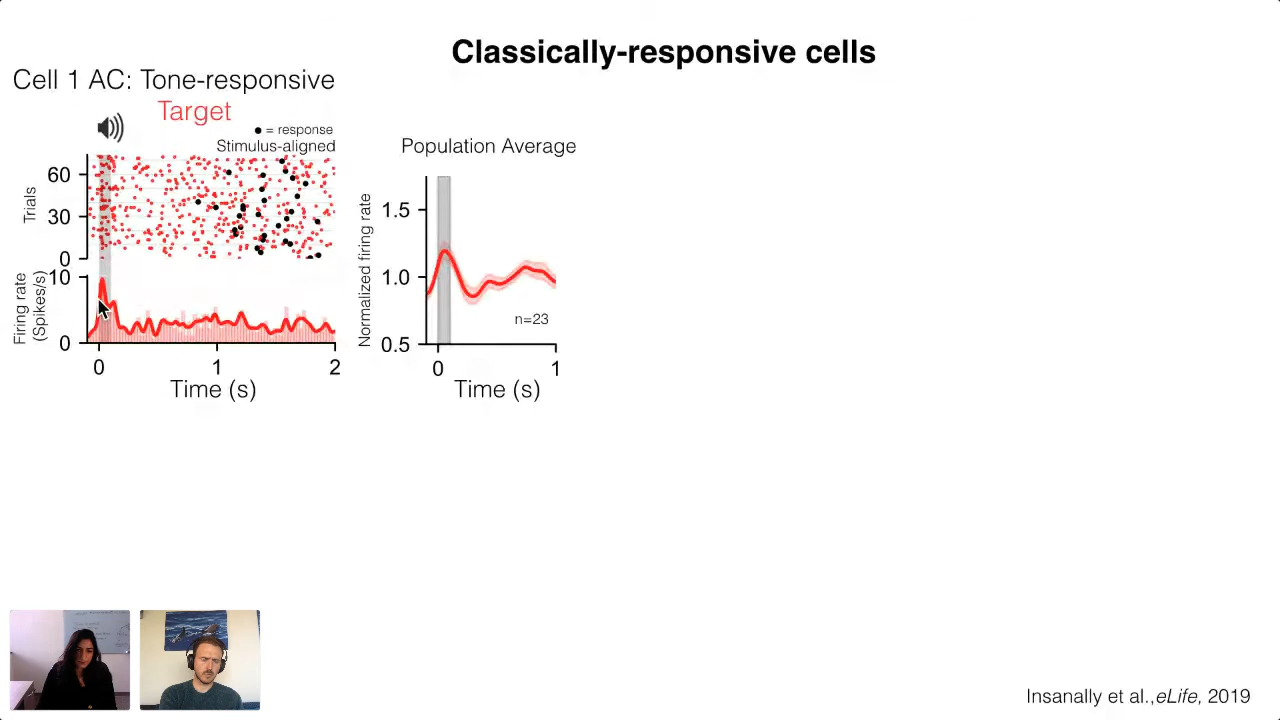 Classically-responsive cells
Cell 1 AC: Tone-responsive
Target
● = response
Stimulus-aligned
Trials
60
30
0
Firing rate
(Spikes/s)
10
0
0
1
2
Time (s)
Population Average
Normalized firing rate
1.5
1.0
0.5
n=23
0
1
Time (s)
Insanally et al.,eLife, 2019